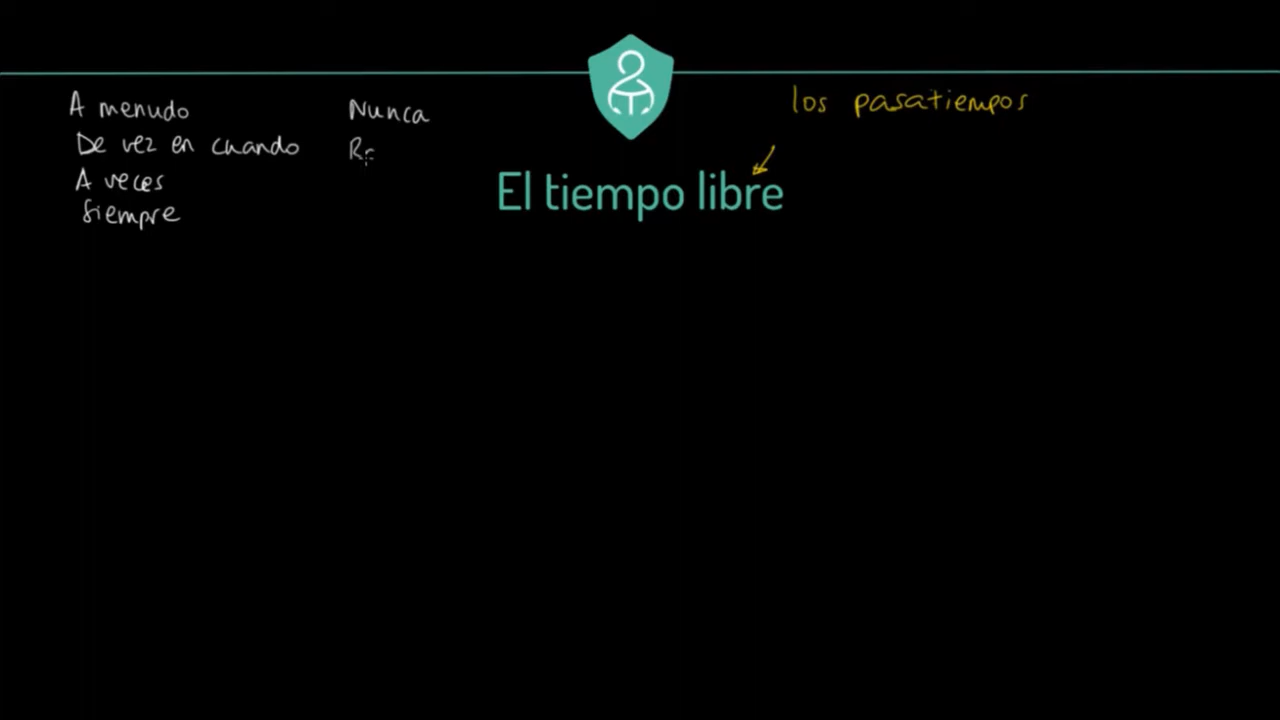 A menudo
De vez en cuando
A veces
Siempre
Nunca
los pasatiempos
El tiempo libre